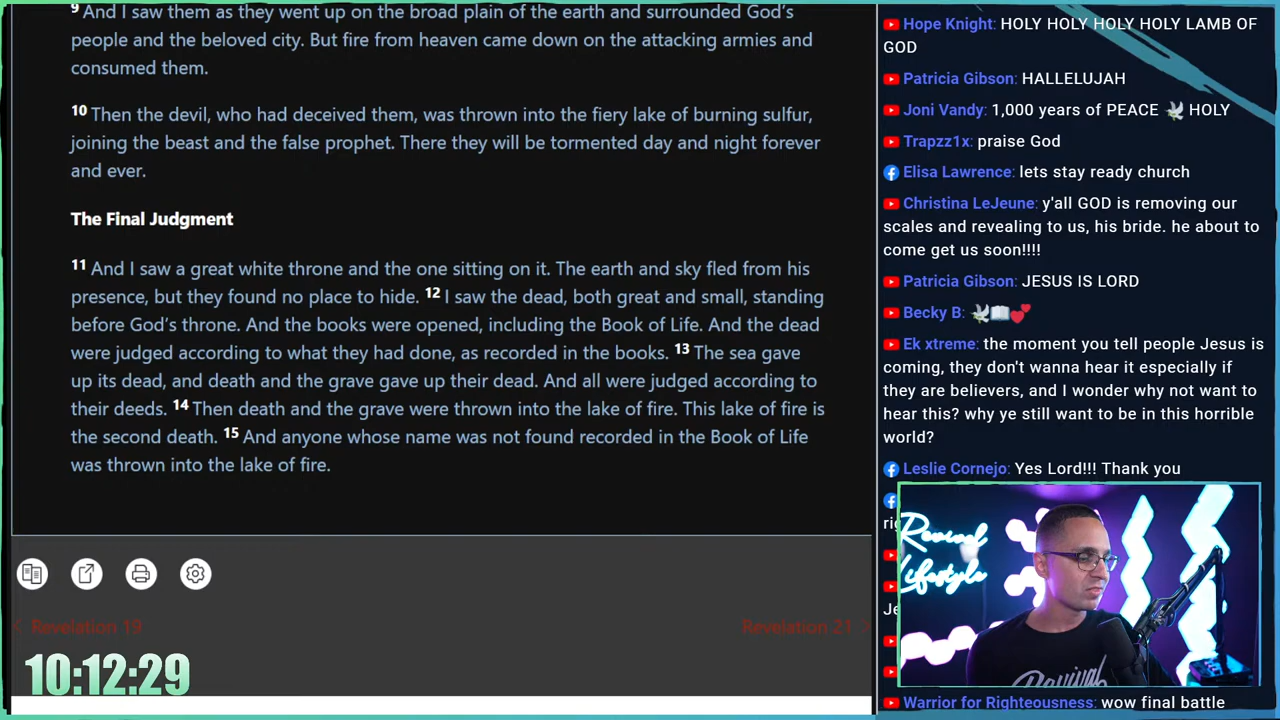 9 And I saw them as they went up on the broad plain of the earth and surrounded God's
people and the beloved city. But fire from heaven came down on the attacking armies and
consumed them.
10 Then the devil, who had deceived them, was thrown into the fiery lake of burning sulfur,
joining the beast and the false prophet. There they will be tormented day and night forever
and ever.
The Final Judgment
11 And I saw a great white throne and the one sitting on it. The earth and sky fled from his
presence, but they found no place to hide. 12 I saw the dead, both great and small, standing
before God's throne. And the books were opened, including the Book of Life. And the dead
were judged according to what they had done, as recorded in the books. 13 The sea gave
up its dead, and death and the grave gave up their dead. And all were judged according to
their deeds. 14 Then death and the grave were thrown into the lake of fire. This lake of fire is
the second death. 15 And anyone whose name was not found recorded in the Book of Life
was thrown into the lake of fire.
< Revelation 19
Revelation 21 >
10:12:29
Hope Knight: HOLY HOLY HOLY HOLY LAMB OF
GOD
Patricia Gibson: HALLELUJAH
Joni Vandy: 1,000 years of PEACE 🕊 HOLY
Trapzz1x: praise God
Elisa Lawrence: lets stay ready church
Christina LeJeune: y'all GOD is removing our
scales and revealing to us, his bride. he about to
come get us soon!!!!
Patricia Gibson: JESUS IS LORD
Becky B: 🕊📖💕
Ek xtreme: the moment you tell people Jesus is
coming, they don't wanna hear it especially if
they are believers, and I wonder why not want to
hear this? why ye still want to be in this horrible
world?
Leslie Cornejo: Yes Lord!!! Thank you
Revival
Lifestyle
Revival
Warrior for Righteousness: wow final battle